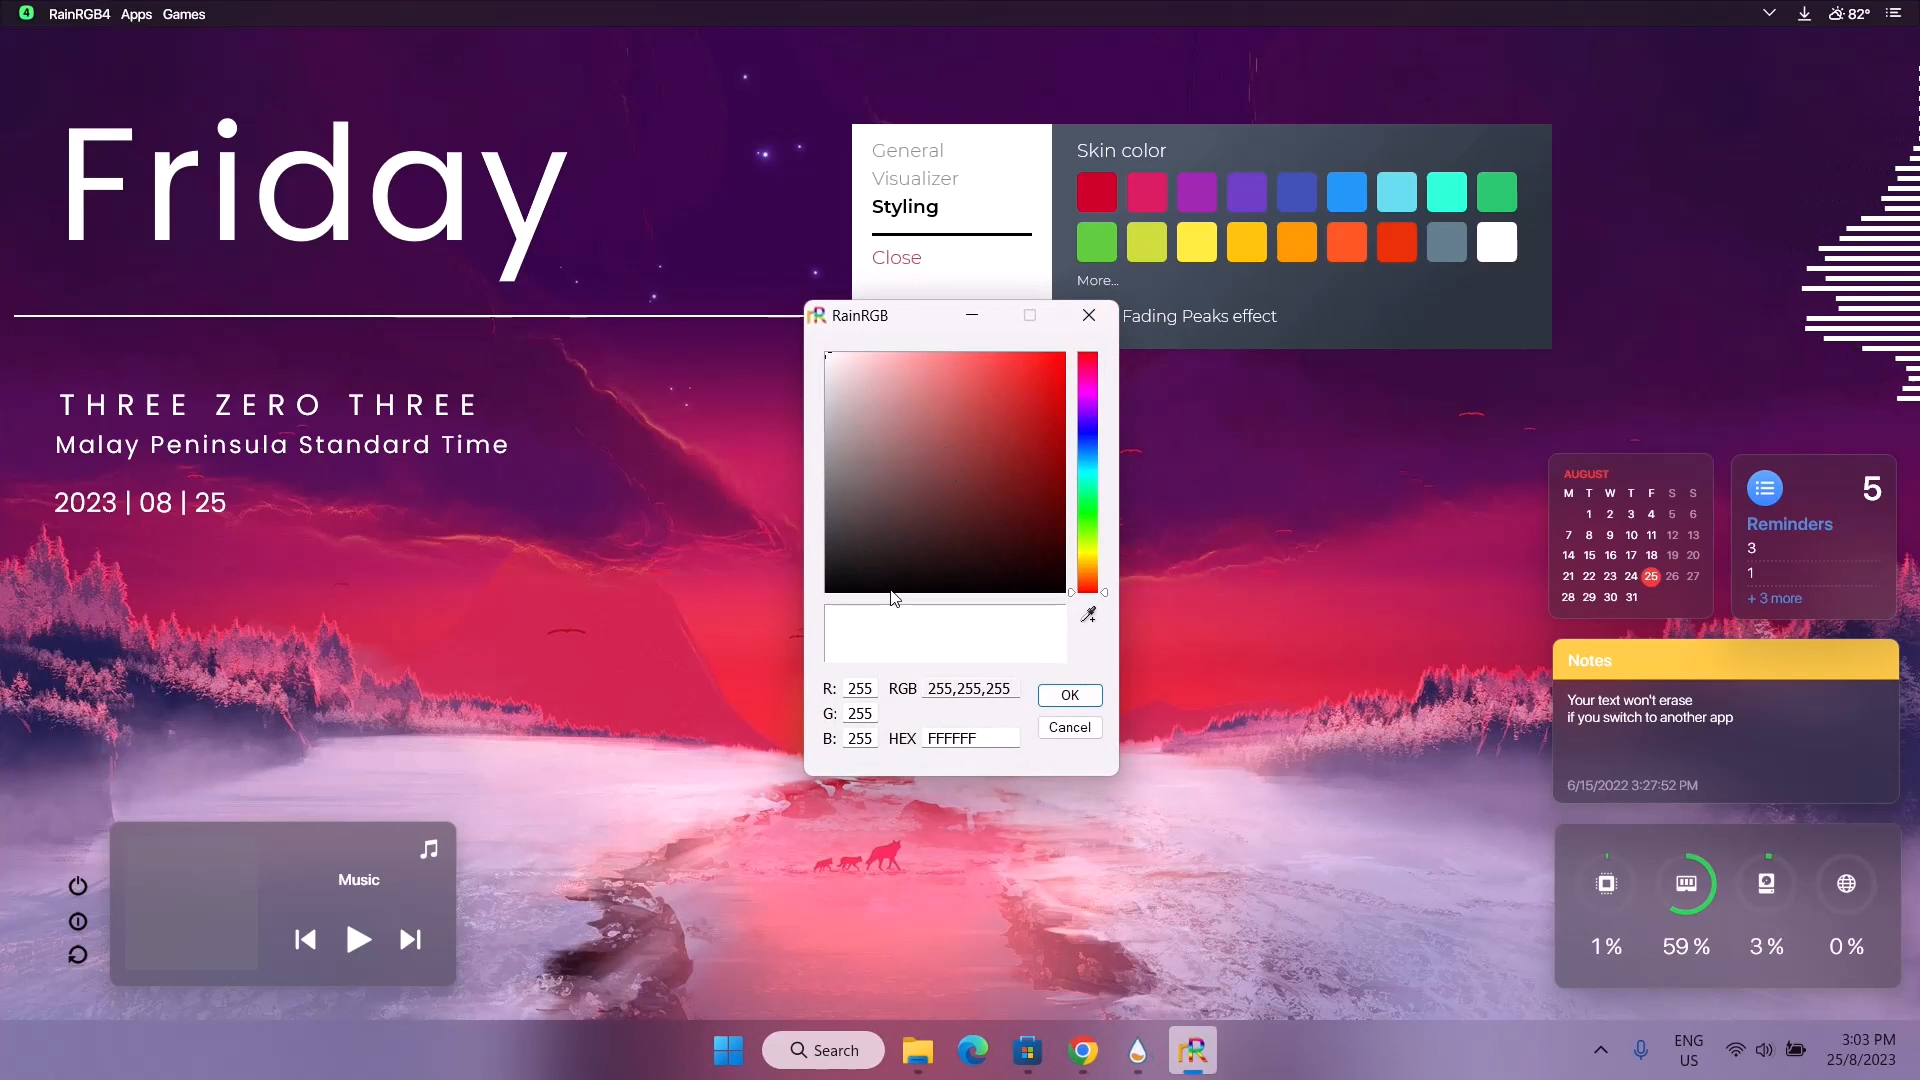 RainRGB4 Apps Games
82°
Friday
THREE ZERO THREE
Malay Peninsula Standard Time
2023 | 08 | 25
General
Visualizer
Styling
Close
Skin color
More...
Fading Peaks effect
RainRGB
R: 255 RGB 255,255,255
G: 255
B: 255 HEX FFFFFF
OK
Cancel
AUGUST
M T W T F S S
1 2 3 4 5 6
7 8 9 10 11 12 13
14 15 16 17 18 19 20
21 22 23 24 25 26 27
28 29 30 31
5
Reminders
3
1
+ 3 more
Notes
Your text won't erase
if you switch to another app
6/15/2022 3:27:52 PM
Music
1% 59% 3% 0%
Search
ENG
US
3:03 PM
25/8/2023